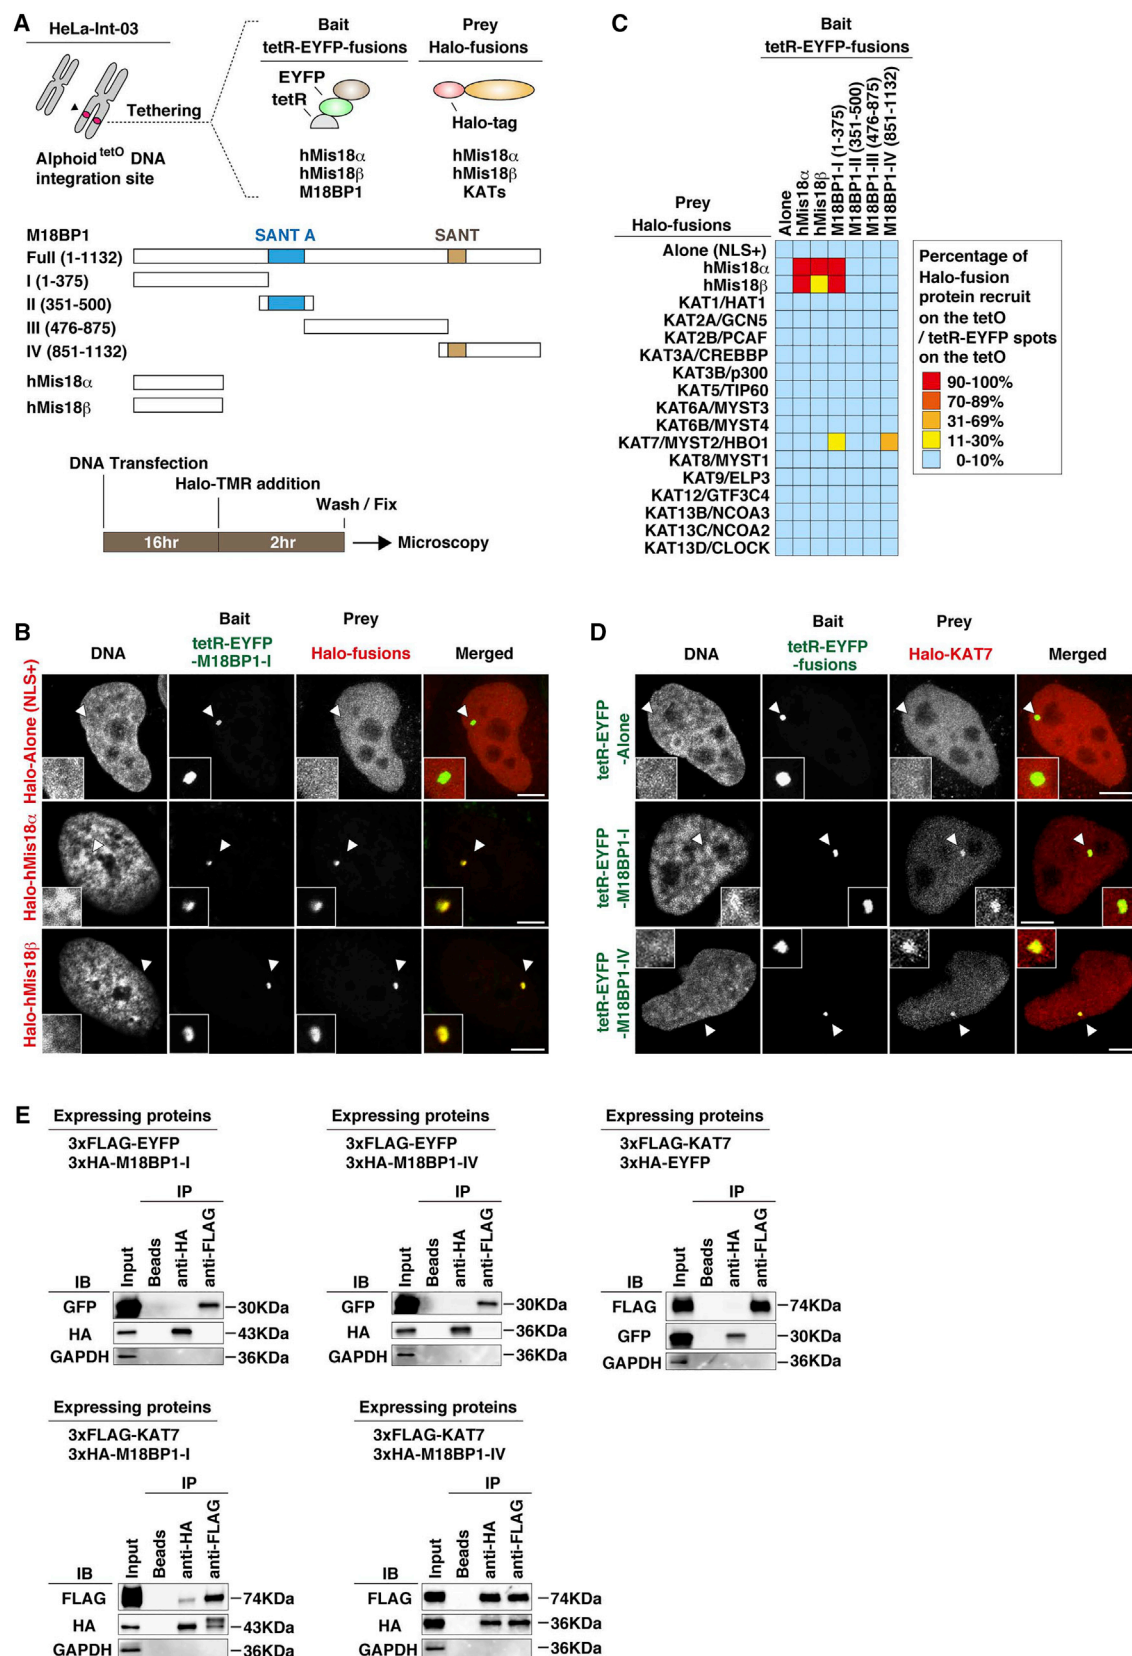 A
HeLa-Int-03
Tethering
Alphoid tetO DNA
integration site
Bait
tetR-EYFP-fusions
EYFP
tetR
hMis18α
hMis18β
M18BP1
Prey
Halo-fusions
Halo-tag
hMis18α
hMis18β
KATs
M18BP1
SANT A
SANT
Full (1-1132)
I (1-375)
II (351-500)
III (476-875)
IV (851-1132)
hMis18α
hMis18β
DNA Transfection
Halo-TMR addition
Wash / Fix
16hr
2hr
Microscopy
C
Bait
tetR-EYFP-fusions
Alone
hMis18α
hMis18β
M18BP1-I (1-375)
M18BP1-II (351-500)
M18BP1-III (476-875)
M18BP1-IV (851-1132)
Prey
Halo-fusions
Alone (NLS+)
hMis18α
hMis18β
KAT1/HAT1
KAT2A/GCN5
KAT2B/PCAF
KAT3A/CREBBP
KAT3B/p300
KAT5/TIP60
KAT6A/MYST3
KAT6B/MYST4
KAT7/MYST2/HBO1
KAT8/MYST1
KAT9/ELP3
KAT12/GTF3C4
KAT13B/NCOA3
KAT13C/NCOA2
KAT13D/CLOCK
Percentage of
Halo-fusion
protein recruit
on the tetO
/ tetR-EYFP spots
on the tetO
90-100%
70-89%
31-69%
11-30%
0-10%
B
Bait
Prey
DNA
tetR-EYFP
-M18BP1-I
Halo-fusions
Merged
Halo-Alone (NLS+)
Halo-hMis18α
Halo-hMis18β
D
Bait
Prey
DNA
tetR-EYFP
-fusions
Halo-KAT7
Merged
tetR-EYFP
-Alone
tetR-EYFP
-M18BP1-I
tetR-EYFP
-M18BP1-IV
E
Expressing proteins
3xFLAG-EYFP
3xHA-M18BP1-I
IP
Input
Beads
anti-HA
anti-FLAG
IB
GFP
30KDa
HA
43KDa
GAPDH
36KDa
Expressing proteins
3xFLAG-EYFP
3xHA-M18BP1-IV
IP
Input
Beads
anti-HA
anti-FLAG
IB
GFP
30KDa
HA
36KDa
GAPDH
36KDa
Expressing proteins
3xFLAG-KAT7
3xHA-EYFP
IP
Input
Beads
anti-HA
anti-FLAG
IB
FLAG
74KDa
GFP
30KDa
GAPDH
36KDa
Expressing proteins
3xFLAG-KAT7
3xHA-M18BP1-I
IP
Input
Beads
anti-HA
anti-FLAG
IB
FLAG
74KDa
HA
43KDa
GAPDH
36KDa
Expressing proteins
3xFLAG-KAT7
3xHA-M18BP1-IV
IP
Input
Beads
anti-HA
anti-FLAG
IB
FLAG
74KDa
HA
36KDa
GAPDH
36KDa